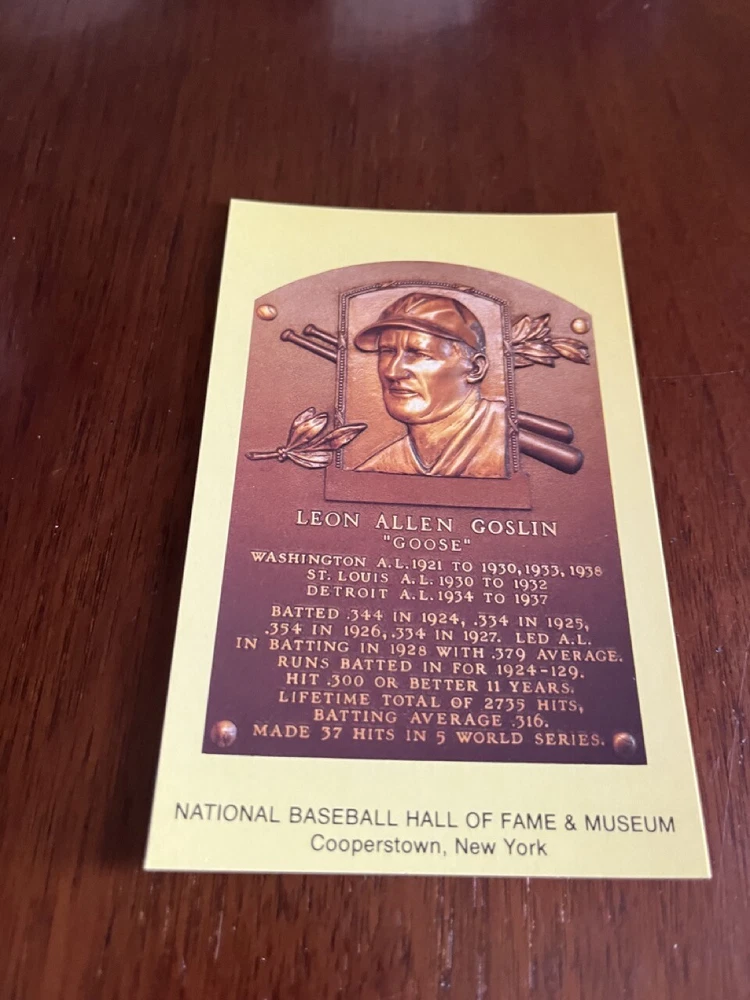 LEON ALLEN GOSLIN
"GOOSE"
WASHINGTON A.L. 1921 TO 1930, 1933, 1938
ST. LOUIS A.L. 1930 TO 1932
DETROIT A.L. 1934 TO 1937
BATTED .344 IN 1924, .334 IN 1925,
.354 IN 1926, .334 IN 1927. LED A.L.
IN BATTING IN 1928 WITH .379 AVERAGE.
RUNS BATTED IN FOR 1924-129.
HIT .300 OR BETTER 11 YEARS.
LIFETIME TOTAL OF 2735 HITS,
BATTING AVERAGE .316.
MADE 37 HITS IN 5 WORLD SERIES.
NATIONAL BASEBALL HALL OF FAME & MUSEUM
Cooperstown, New York